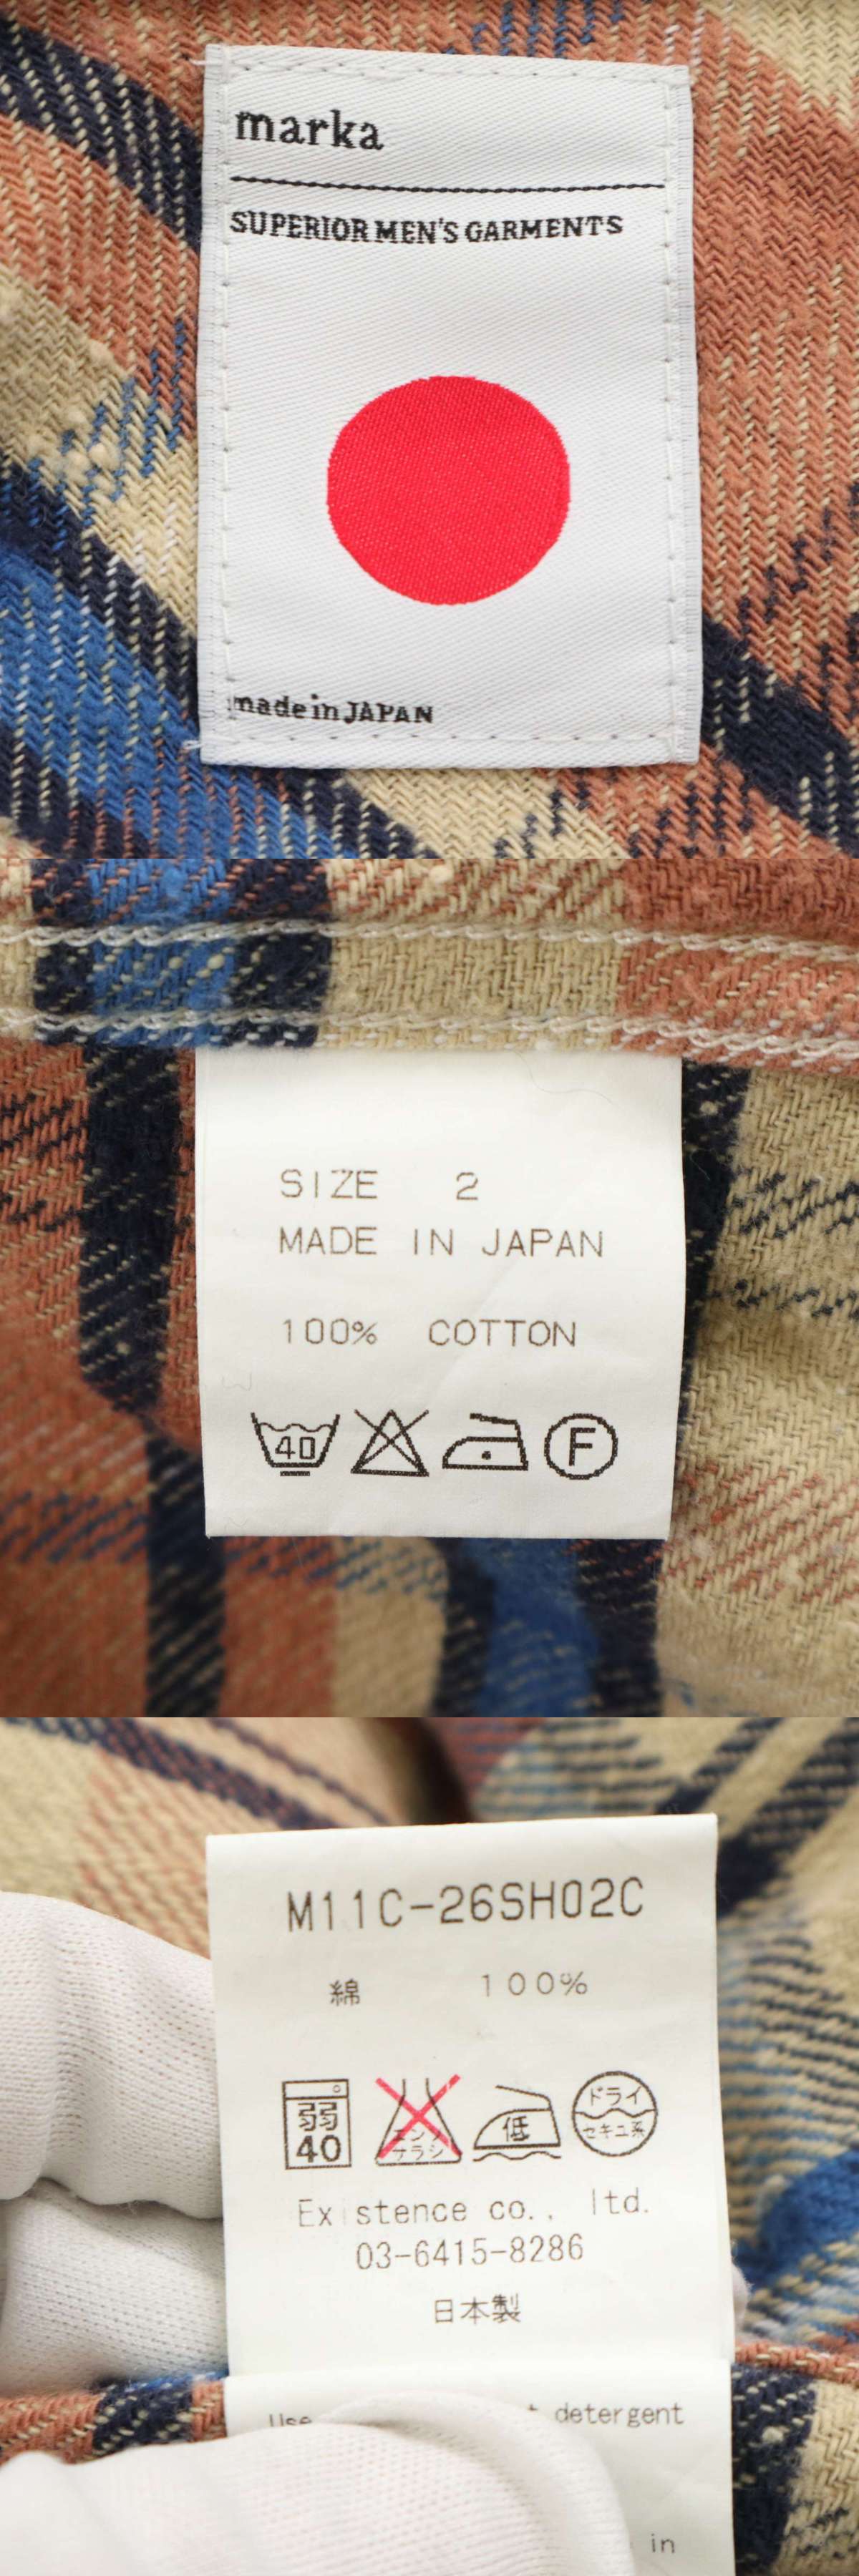 marka
SUPERIOR MEN'S GARMENTS
made in JAPAN
SIZE 2
MADE IN JAPAN
100% COTTON
40
F
M11C-26SH02C
綿 100%
弱
40
エンソ
サラシ
低
ドライ
セキユ系
Existence co., ltd.
03-6415-8286
日本製
Use detergent
in